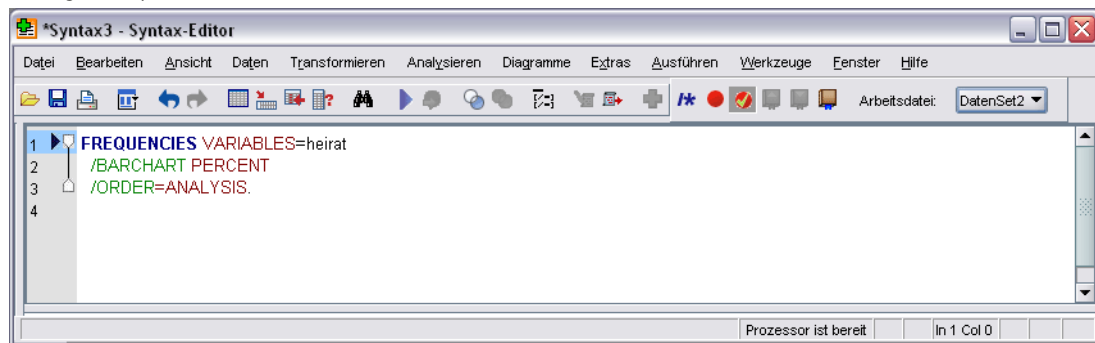 *Syntax3 - Syntax-Editor
Datei Bearbeiten Ansicht Daten Transformieren Analysieren Diagramme Extras Ausführen Werkzeuge Fenster Hilfe
Arbeitsdatei: DatenSet2
1 FREQUENCIES VARIABLES=heirat
2 /BARCHART PERCENT
3 /ORDER=ANALYSIS.
4
Prozessor ist bereit In 1 Col 0